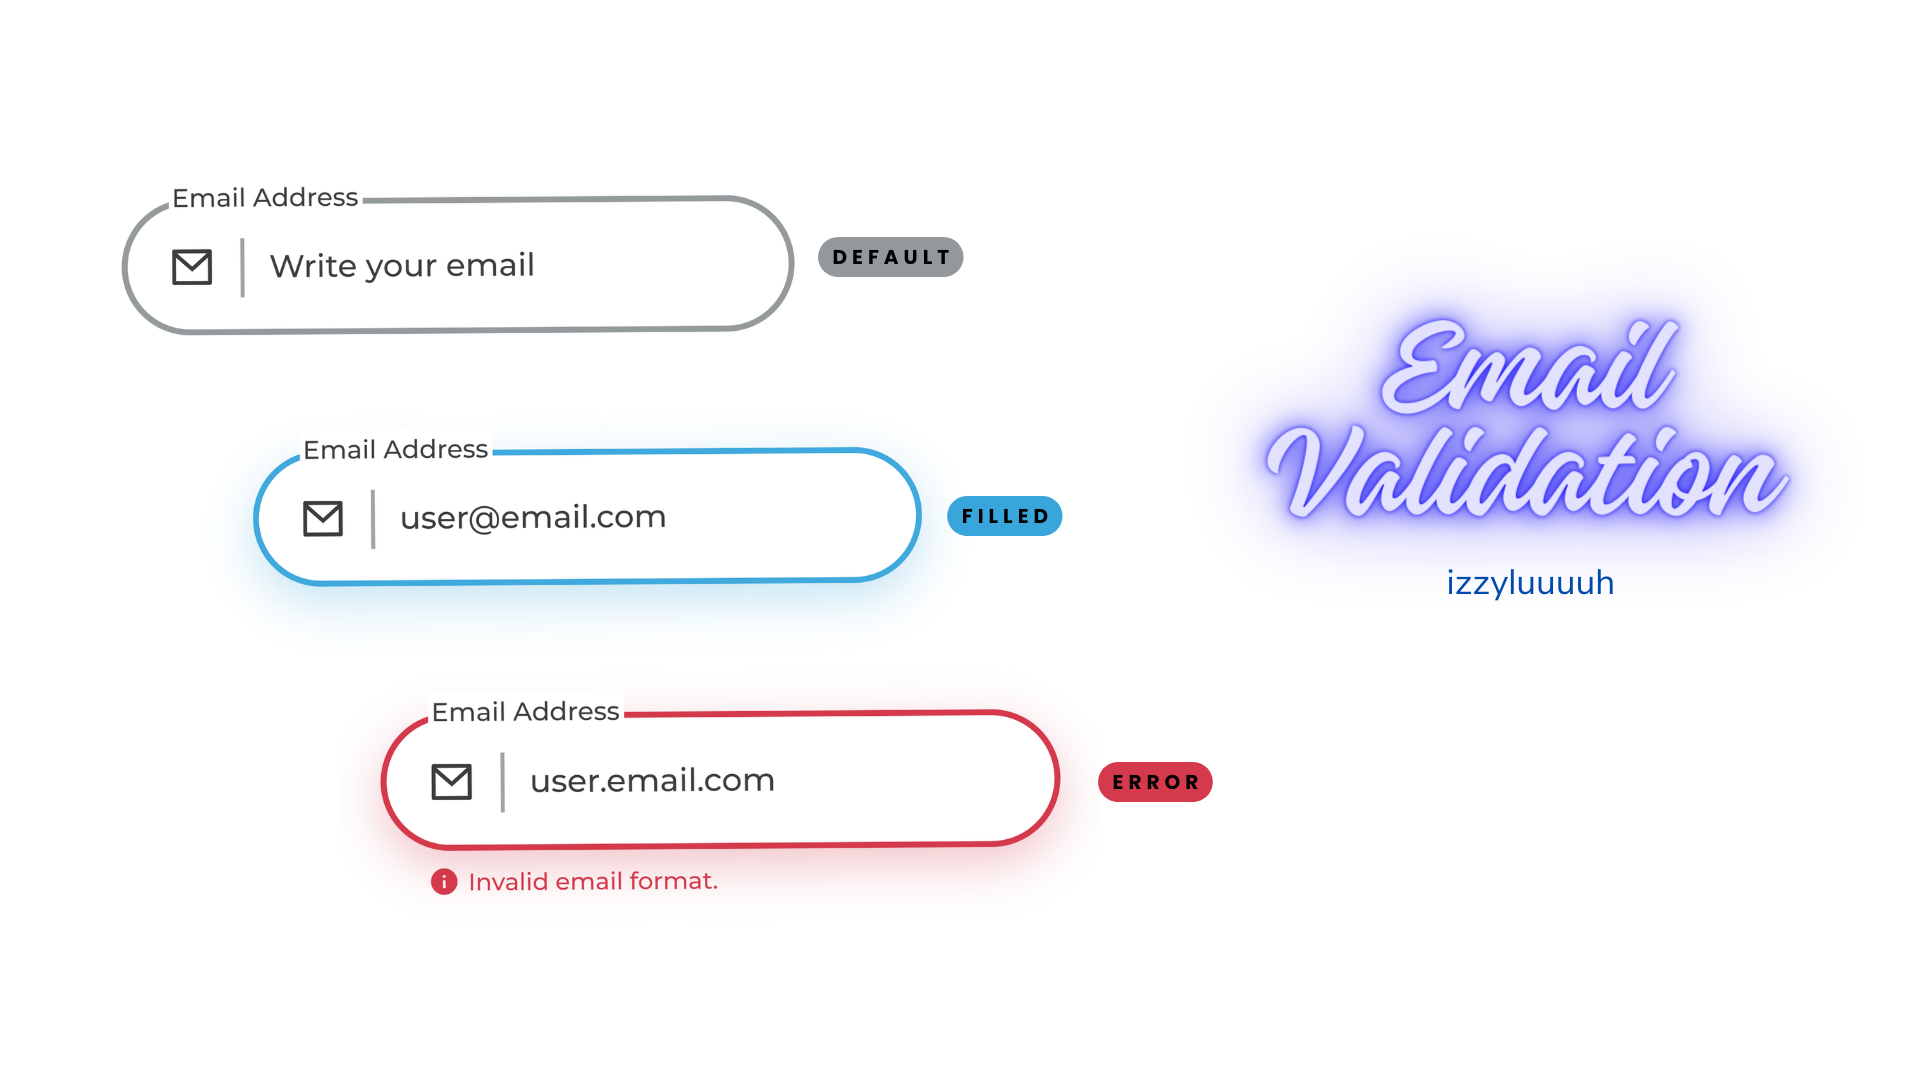 Email Address
Write your email
DEFAULT
Email Address
user@email.com
FILLED
Email Address
user.email.com
ERROR
Invalid email format.
Email
Validation
izzyluuuuh